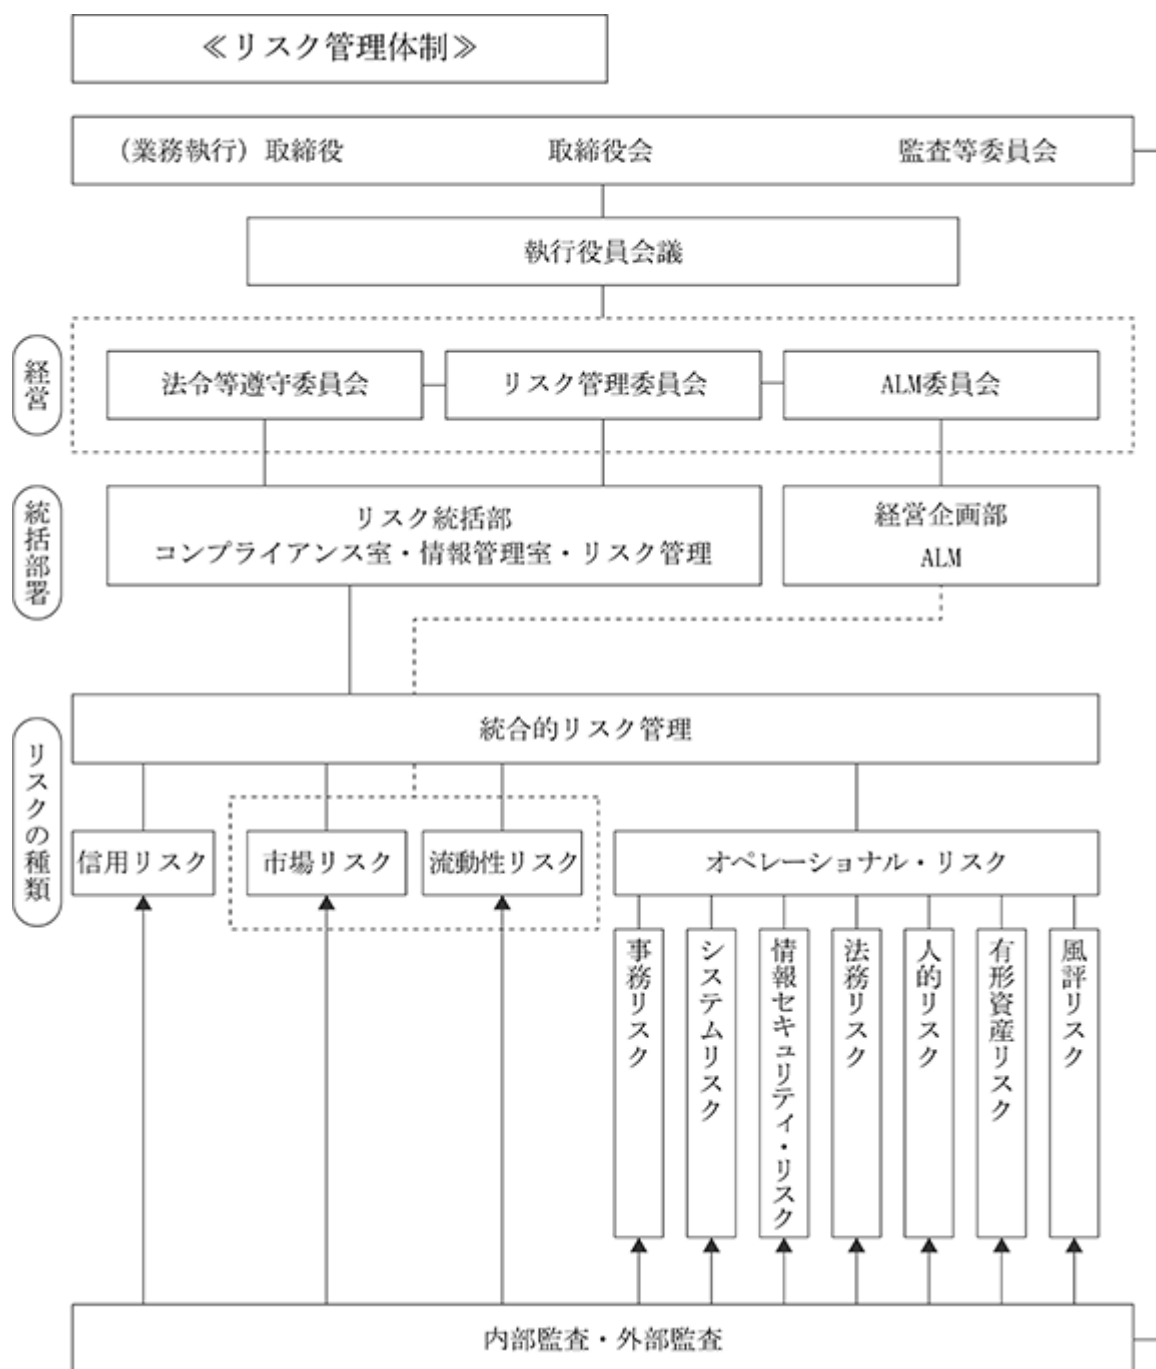 ≪リスク管理体制≫
（業務執行）取締役
取締役会
監査等委員会
執行役員会議
経営
法令等遵守委員会
リスク管理委員会
ALM委員会
統括部署
リスク統括部
コンプライアンス室・情報管理室・リスク管理
経営企画部
ALM
リスクの種類
統合的リスク管理
信用リスク
市場リスク
流動性リスク
オペレーショナル・リスク
事務リスク
システムリスク
情報セキュリティ・リスク
法務リスク
人的リスク
有形資産リスク
風評リスク
内部監査・外部監査